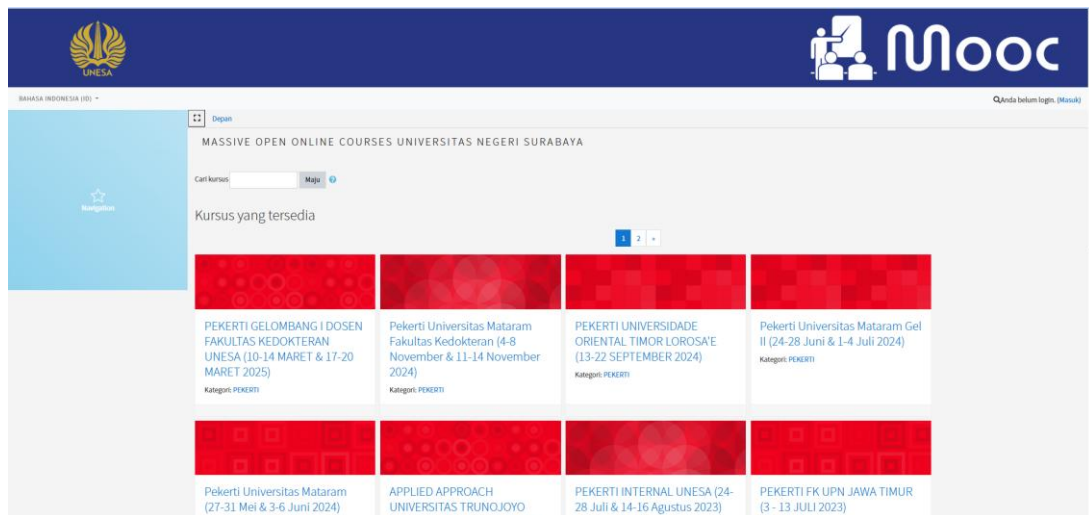 UNESA
Mooc
BAHASA INDONESIA (ID)
Anda belum login. (Masuk)
Navigation
Depan
MASSIVE OPEN ONLINE COURSES UNIVERSITAS NEGERI SURABAYA
Cari kursus
Maju
Kursus yang tersedia
1 2 »
PEKERTI GELOMBANG I DOSEN
FAKULTAS KEDOKTERAN
UNESA (10-14 MARET & 17-20
MARET 2025)
Kategori: PEKERTI
Pekerti Universitas Mataram
Fakultas Kedokteran (4-8
November & 11-14 November
2024)
Kategori: PEKERTI
PEKERTI UNIVERSIDADE
ORIENTAL TIMOR LOROSA'E
(13-22 SEPTEMBER 2024)
Kategori: PEKERTI
Pekerti Universitas Mataram Gel
II (24-28 Juni & 1-4 Juli 2024)
Kategori: PEKERTI
Pekerti Universitas Mataram
(27-31 Mei & 3-6 Juni 2024)
APPLIED APPROACH
UNIVERSITAS TRUNOJOYO
PEKERTI INTERNAL UNESA (24-
28 Juli & 14-16 Agustus 2023)
PEKERTI FK UPN JAWA TIMUR
(3 - 13 JULI 2023)